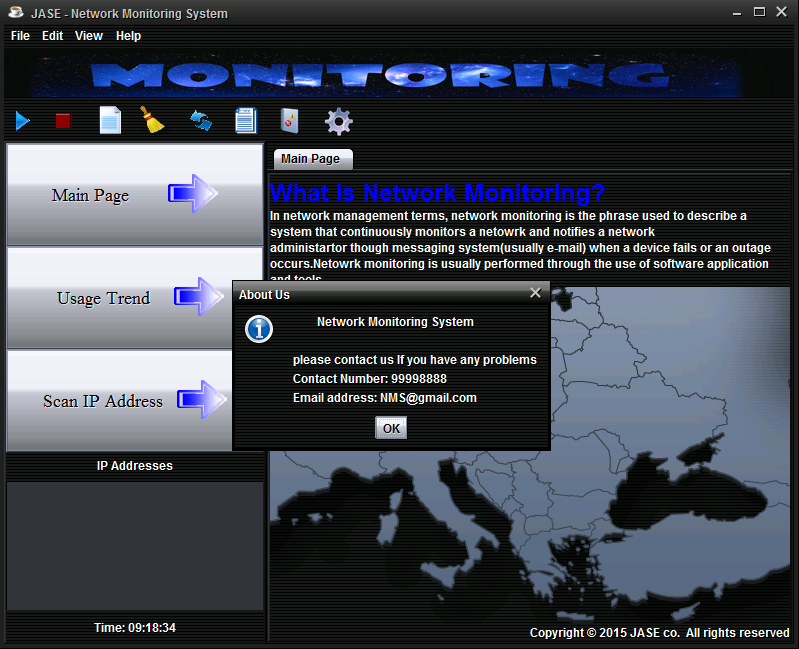 JASE - Network Monitoring System
File Edit View Help
MONITORING
Main Page
Main Page
Usage Trend
Scan IP Address
What Is Network Monitoring?
In network management terms, network monitoring is the phrase used to describe a
system that continuously monitors a netowrk and notifies a network
administartor though messaging system(usually e-mail) when a device fails or an outage
occurs.Netowrk monitoring is usually performed through the use of software application
and tools
About Us
Network Monitoring System
please contact us If you have any problems
Contact Number: 99998888
Email address: NMS@gmail.com
OK
IP Addresses
Time: 09:18:34
Copyright © 2015 JASE co. All rights reserved